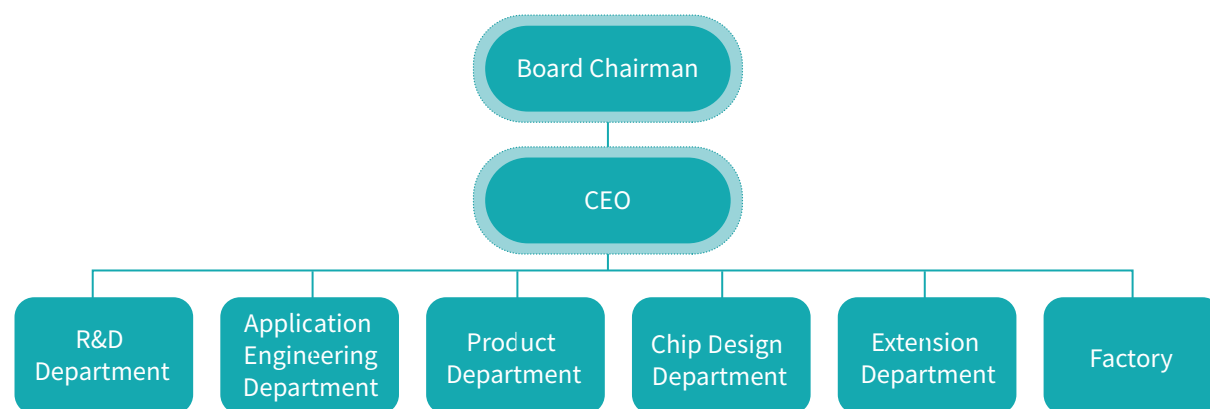 Board Chairman
CEO
R&D
Department
Application
Engineering
Department
Product
Department
Chip Design
Department
Extension
Department
Factory